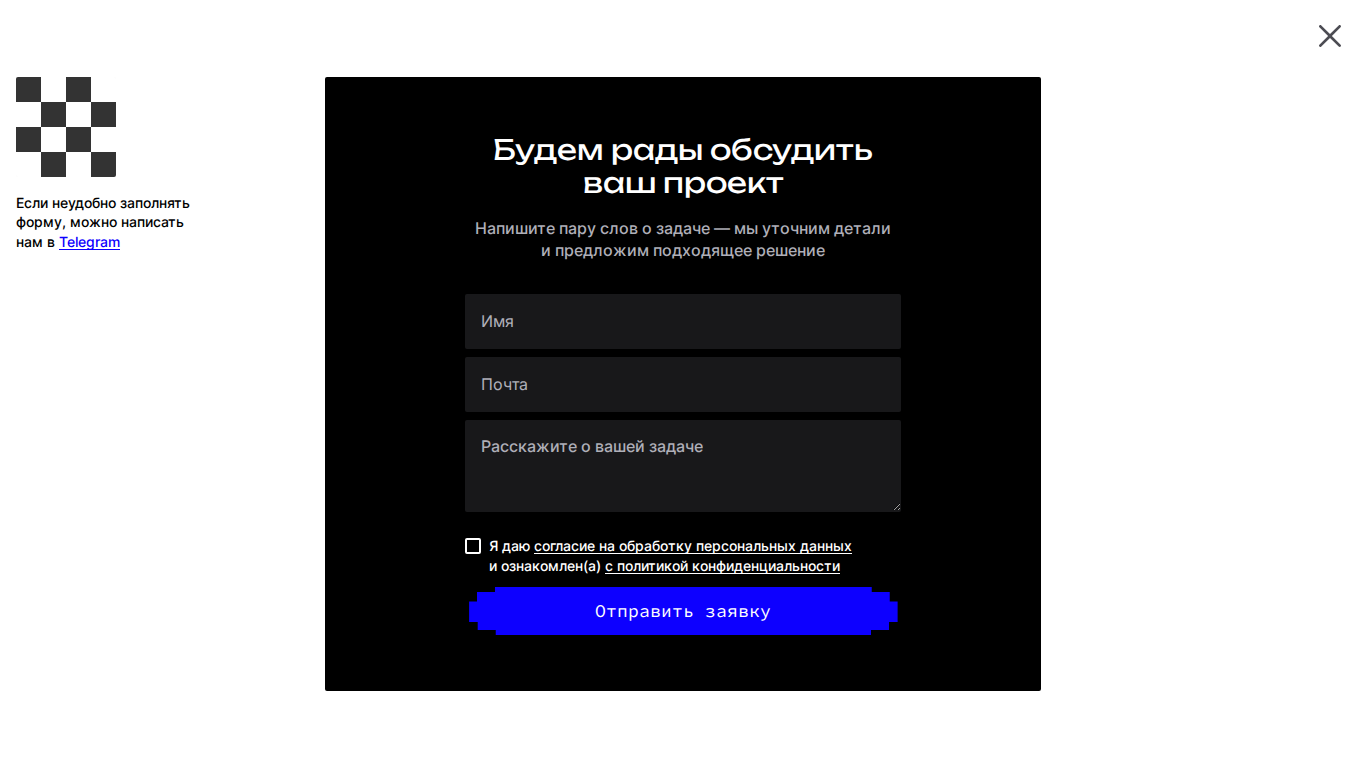 Если неудобно заполнять
форму, можно написать
нам в Telegram
Будем рады обсудить
ваш проект
Напишите пару слов о задаче — мы уточним детали
и предложим подходящее решение
Имя
Почта
Расскажите о вашей задаче
Я даю согласие на обработку персональных данных
и ознакомлен(а) с политикой конфиденциальности
Отправить заявку